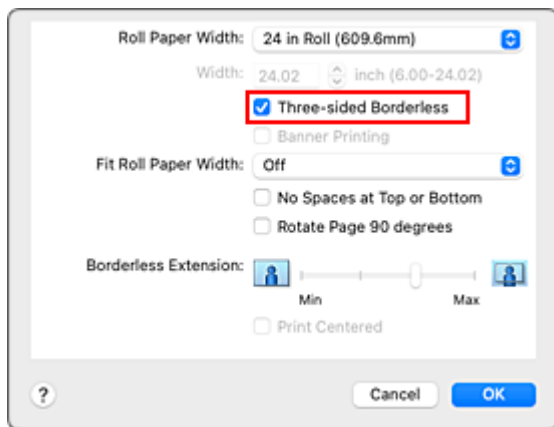 Roll Paper Width: 24 in Roll (609.6mm)
Width: 24.02 inch (6.00-24.02)
Three-sided Borderless
Banner Printing
Fit Roll Paper Width: Off
No Spaces at Top or Bottom
Rotate Page 90 degrees
Borderless Extension:
Min Max
Print Centered
? Cancel OK